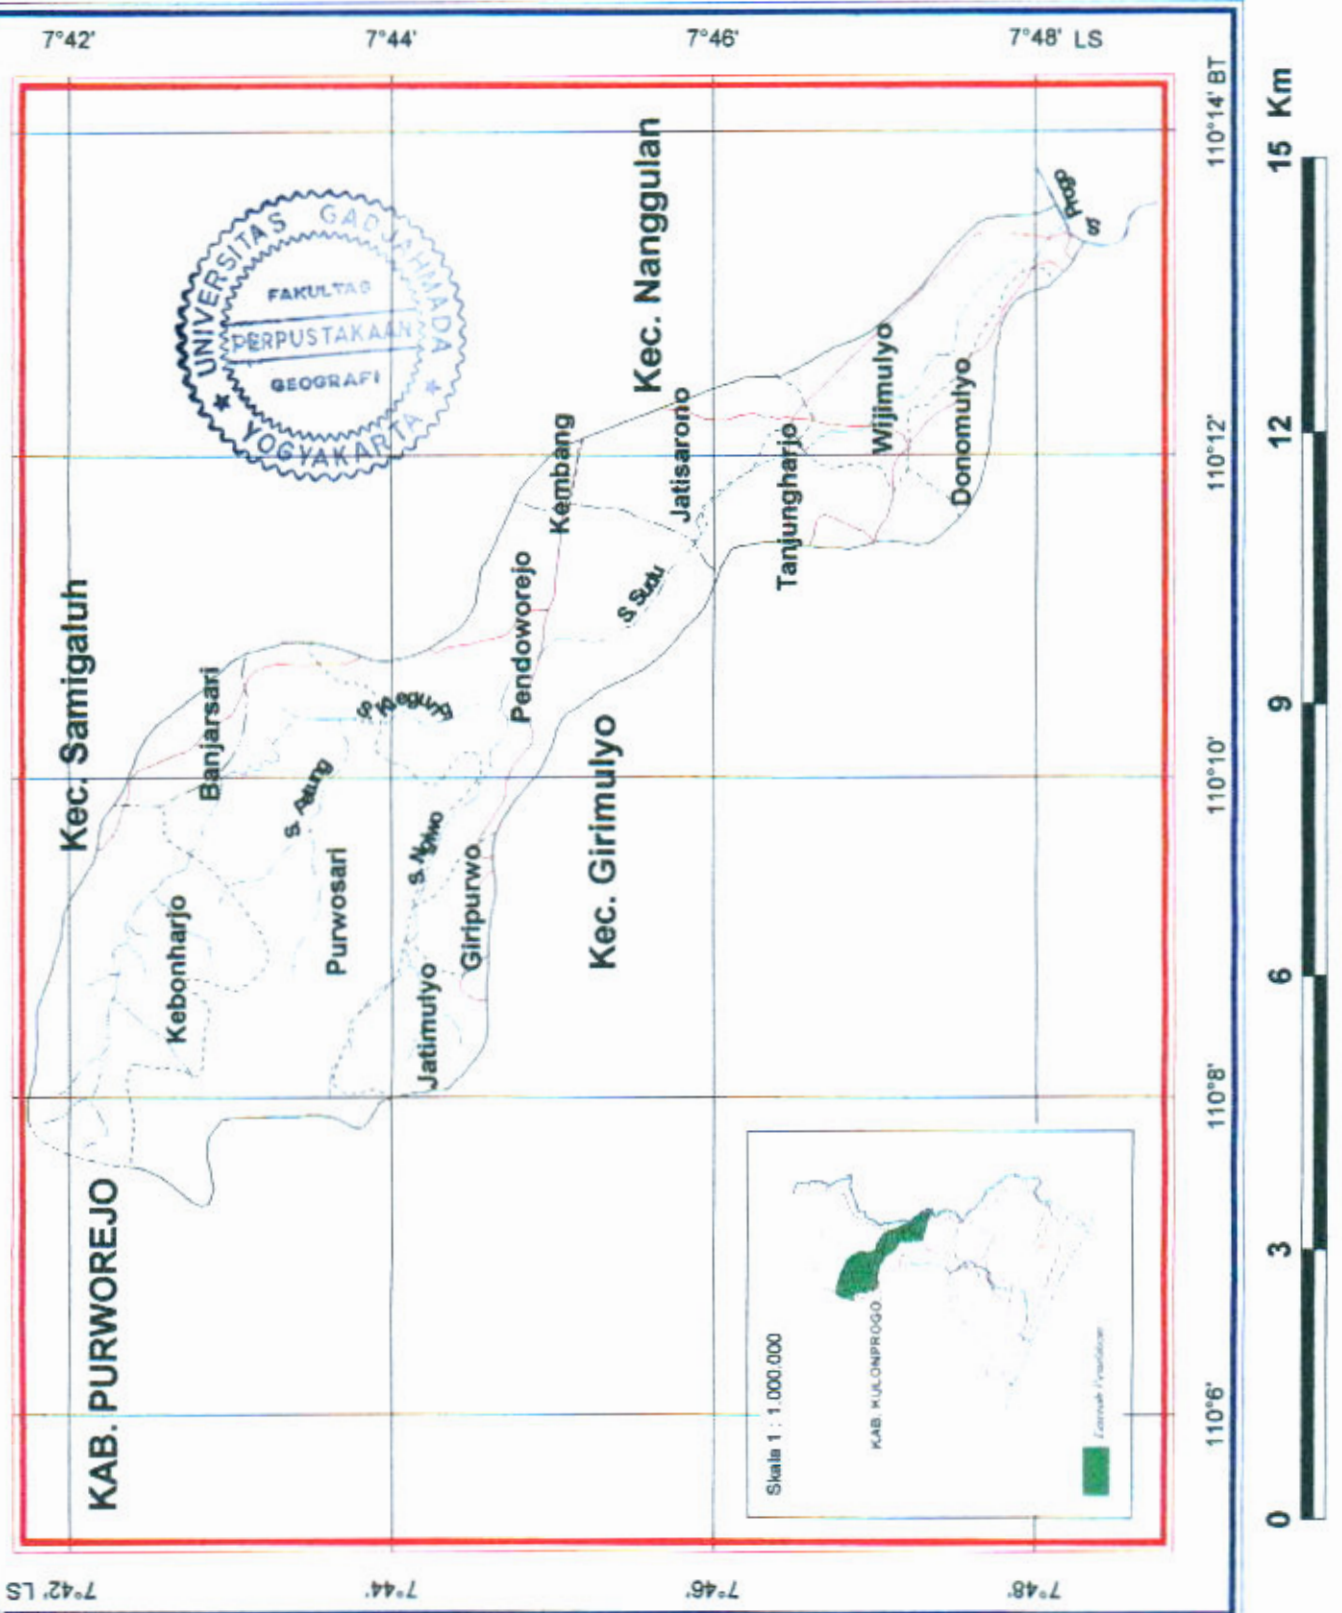 7°42'
7°44'
7°46'
7°48' LS
110°14' BT
110°12'
110°10'
110°8'
110°6'
7°42' LS
7°44'
7°46'
7°48'
KAB. PURWOREJO
Kec. Samigaluh
Kec. Nanggulan
Kec. Girimulyo
Banjarsari
Kebonharjo
Purwosari
Jatimulyo
Giripurwo
Pendoworejo
Kembang
Jatisarono
Tanjungharjo
Wijimulyo
Donomulyo
S. Sudu
S. Klegung
S. Ngiwo
S. Progo
UNIVERSITAS GADJAHMADA
FAKULTAS
PERPUSTAKAAN
GEOGRAFI
YOGYAKARTA
Skala 1 : 1.000.000
KAB. KULONPROGO
0 3 6 9 12 15 Km